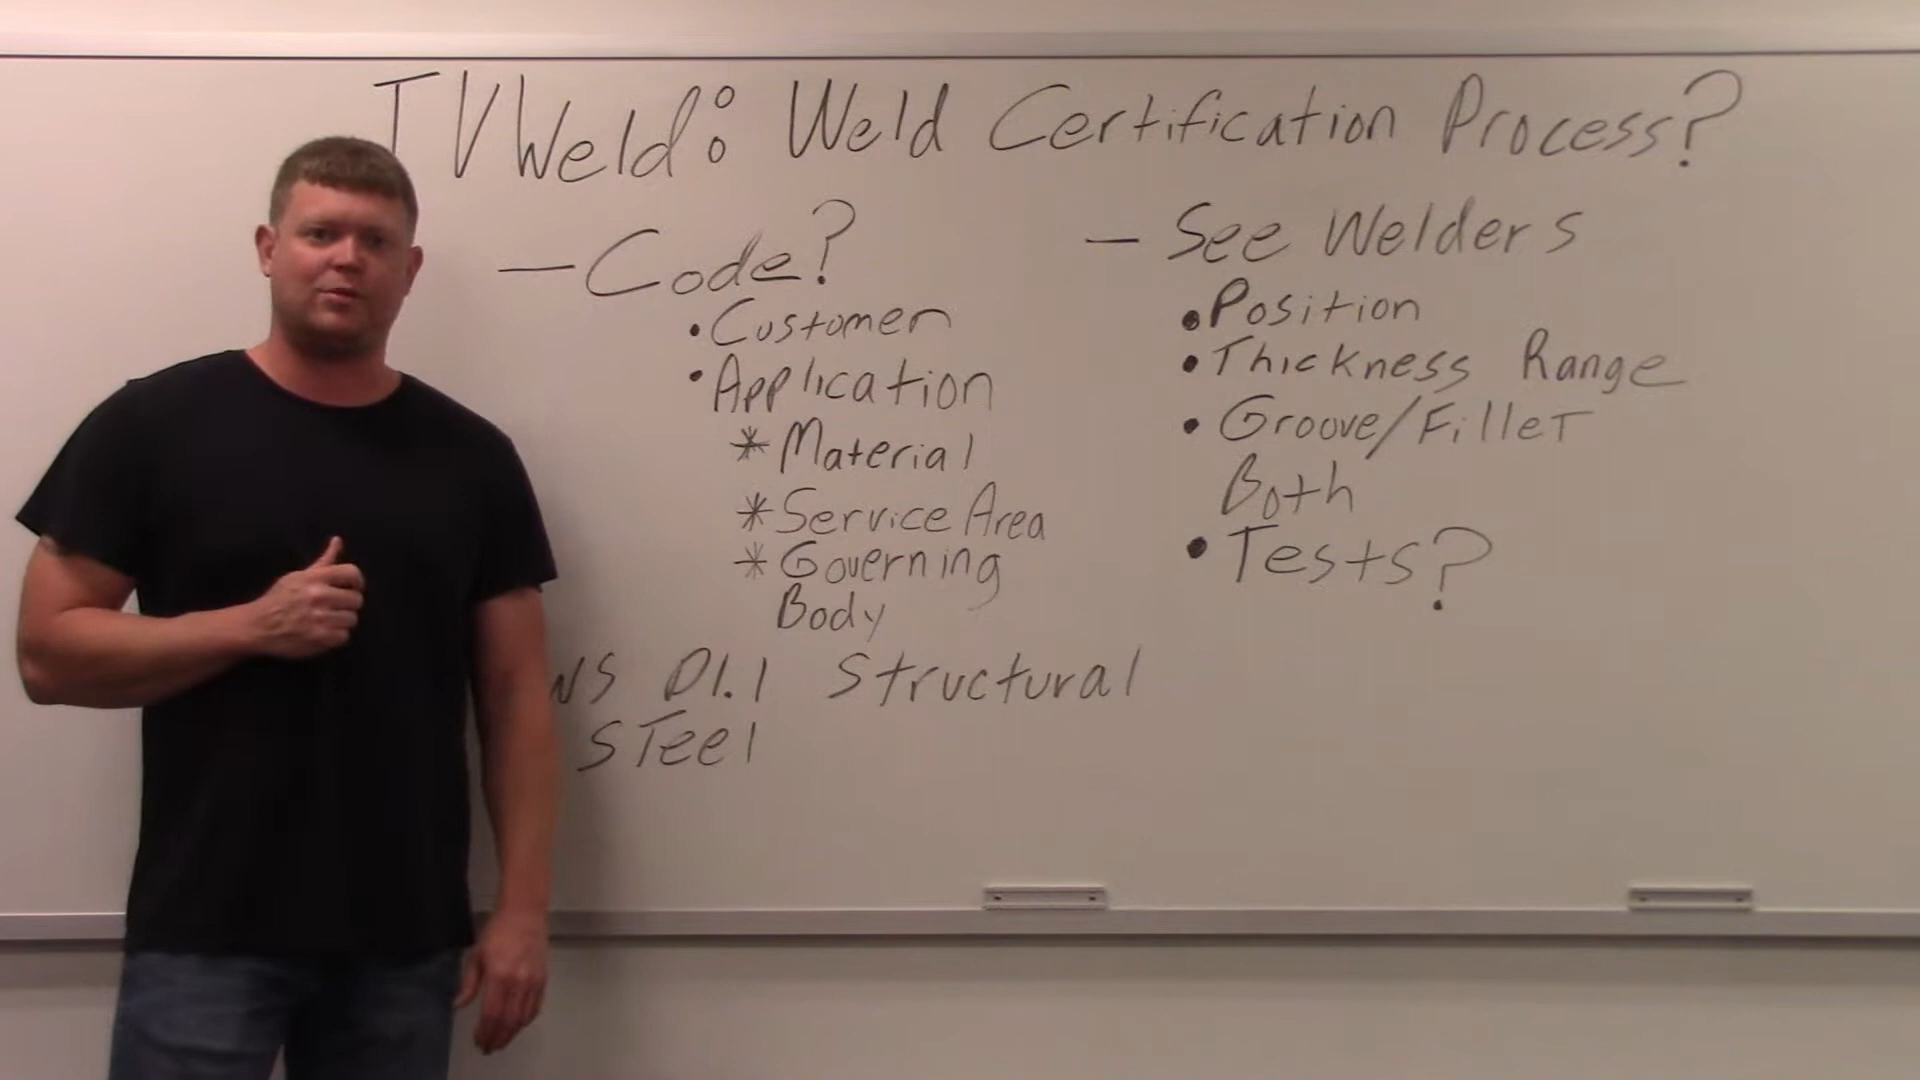 TVWeld: Weld Certification Process?
— Code?
• Customer
• Application
* Material
* Service Area
* Governing
Body
WS D1.1 Structural
Steel
— See Welders
• Position
• Thickness Range
• Groove/Fillet
Both
• Tests?